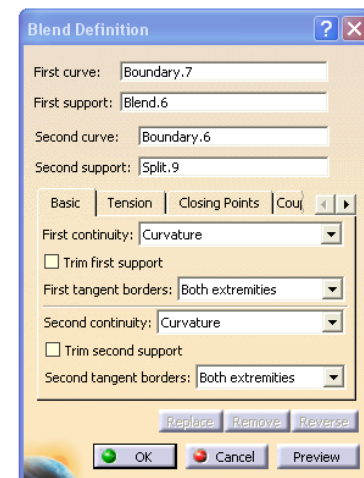 Blend Definition
First curve: Boundary.7
First support: Blend.6
Second curve: Boundary.6
Second support: Split.9
Basic Tension Closing Points
First continuity: Curvature
Trim first support
First tangent borders: Both extremities
Second continuity: Curvature
Trim second support
Second tangent borders: Both extremities
Replace Remove Reverse
OK Cancel Preview